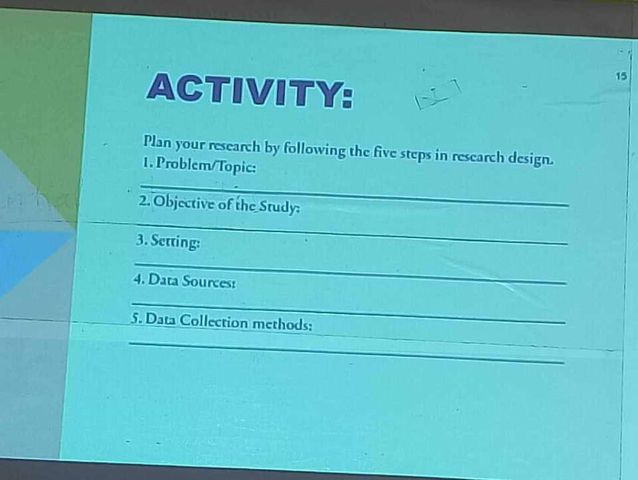 15
ACTIVITY:
Plan your research by following the five steps in research design.
1. Problem/Topic:
2. Objective of the Study:
3. Setting:
4. Data Sources:
5. Data Collection methods: